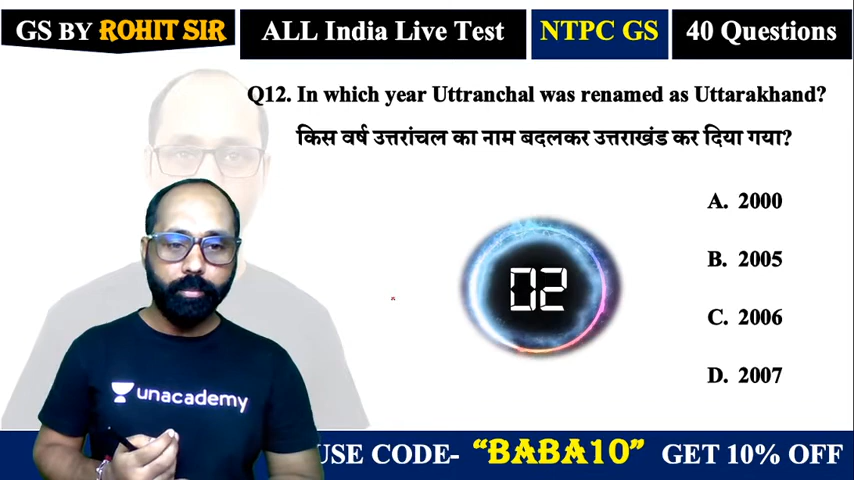 GS BY ROHIT SIR
ALL India Live Test
NTPC GS
40 Questions
Q12. In which year Uttranchal was renamed as Uttarakhand?
किस वर्ष उत्तरांचल का नाम बदलकर उत्तराखंड कर दिया गया?
A. 2000
B. 2005
C. 2006
D. 2007
02
unacademy
USE CODE- “BABA10” GET 10% OFF